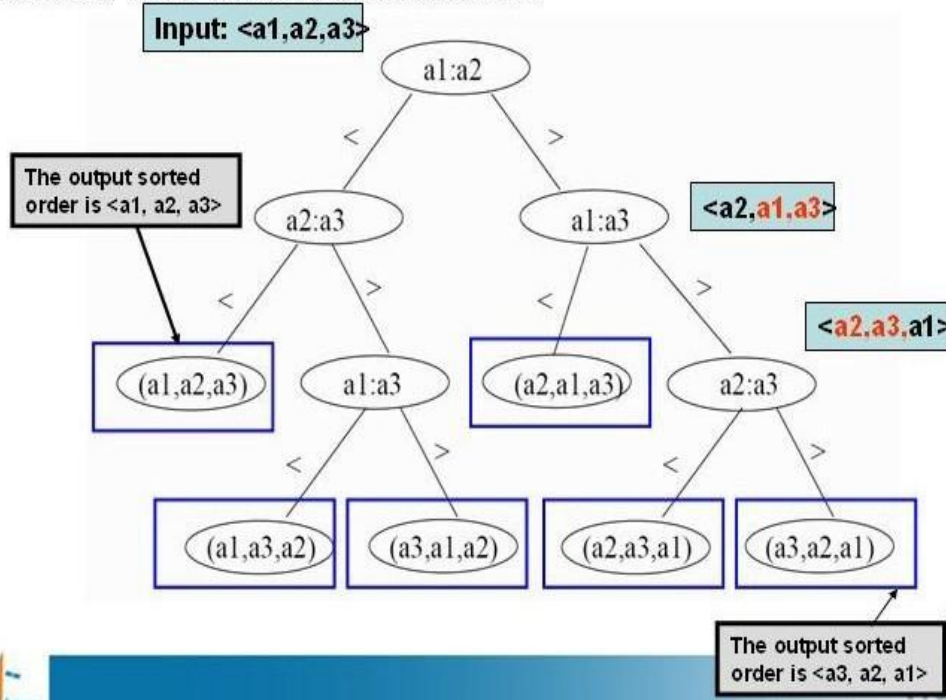 Input: <a1,a2,a3>
a1:a2
< >
The output sorted
order is <a1, a2, a3>
a2:a3 a1:a3 <a2,a1,a3>
< > < >
<a2,a3,a1>
(a1,a2,a3) a1:a3 (a2,a1,a3) a2:a3
< > < >
(a1,a3,a2) (a3,a1,a2) (a2,a3,a1) (a3,a2,a1)
The output sorted
order is <a3, a2, a1>